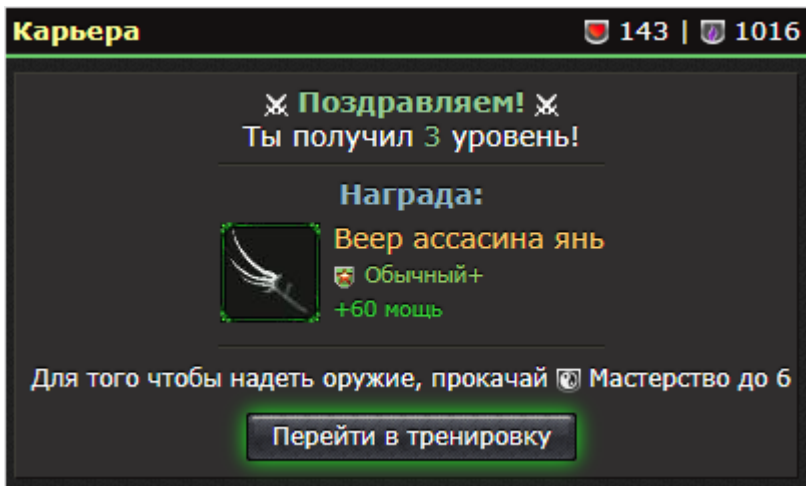 Карьера 143 | 1016
Поздравляем!
Ты получил 3 уровень!
Награда:
Веер ассасина янь
Обычный+
+60 мощь
Для того чтобы надеть оружие, прокачай Мастерство до 6
Перейти в тренировку